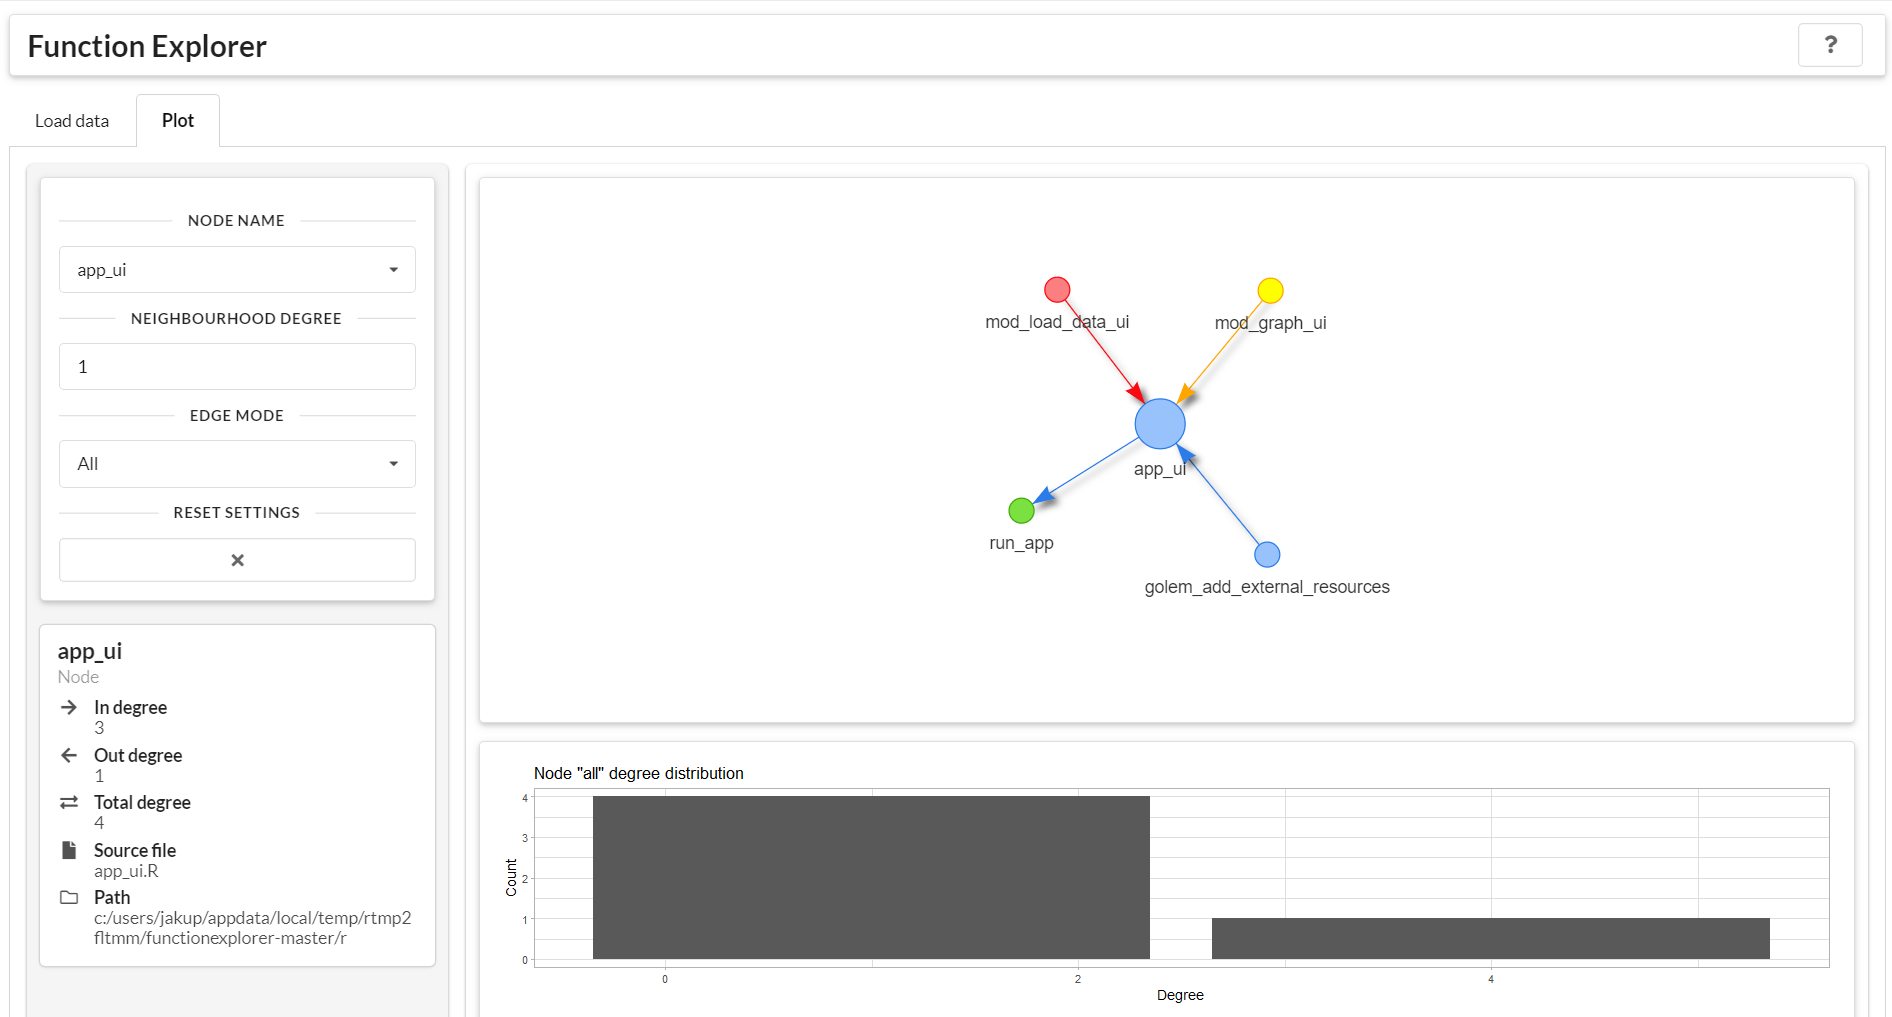 Function Explorer
?
Load data
Plot
NODE NAME
app_ui
NEIGHBOURHOOD DEGREE
1
EDGE MODE
All
RESET SETTINGS
app_ui
Node
In degree
3
Out degree
1
Total degree
4
Source file
app_ui.R
Path
c:/users/jakup/appdata/local/temp/rtmp2
fltmm/functionexplorer-master/r
mod_load_data_ui
mod_graph_ui
app_ui
run_app
golem_add_external_resources
Node "all" degree distribution
4
3
2
1
0
Count
0
2
4
Degree